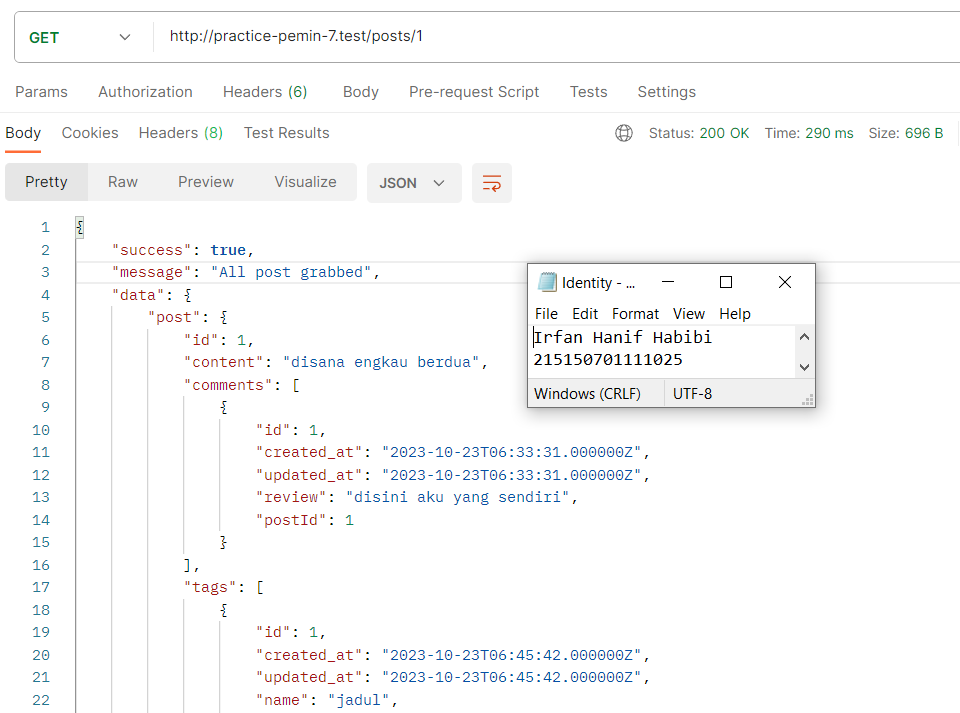 GET http://practice-pemin-7.test/posts/1
Params Authorization Headers (6) Body Pre-request Script Tests Settings
Body Cookies Headers (8) Test Results Status: 200 OK Time: 290 ms Size: 696 B
Pretty Raw Preview Visualize JSON
1 {
2 "success": true,
3 "message": "All post grabbed",
4 "data": {
5 "post": {
6 "id": 1,
7 "content": "disana engkau berdua",
8 "comments": [
9 {
10 "id": 1,
11 "created_at": "2023-10-23T06:33:31.000000Z",
12 "updated_at": "2023-10-23T06:33:31.000000Z",
13 "review": "disini aku yang sendiri",
14 "postId": 1
15 }
16 ],
17 "tags": [
18 {
19 "id": 1,
20 "created_at": "2023-10-23T06:45:42.000000Z",
21 "updated_at": "2023-10-23T06:45:42.000000Z",
22 "name": "jadul",
Identity - ...
File Edit Format View Help
Irfan Hanif Habibi
215150701111025
Windows (CRLF) UTF-8